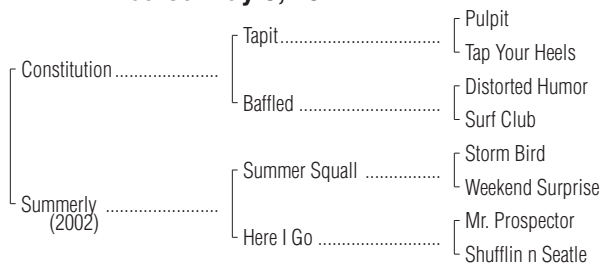 Pulpit
Tapit
Tap Your Heels
Constitution
Distorted Humor
Baffled
Surf Club
Storm Bird
Summer Squall
Weekend Surprise
Summerly
(2002)
Mr. Prospector
Here I Go
Shufflin n Seatle